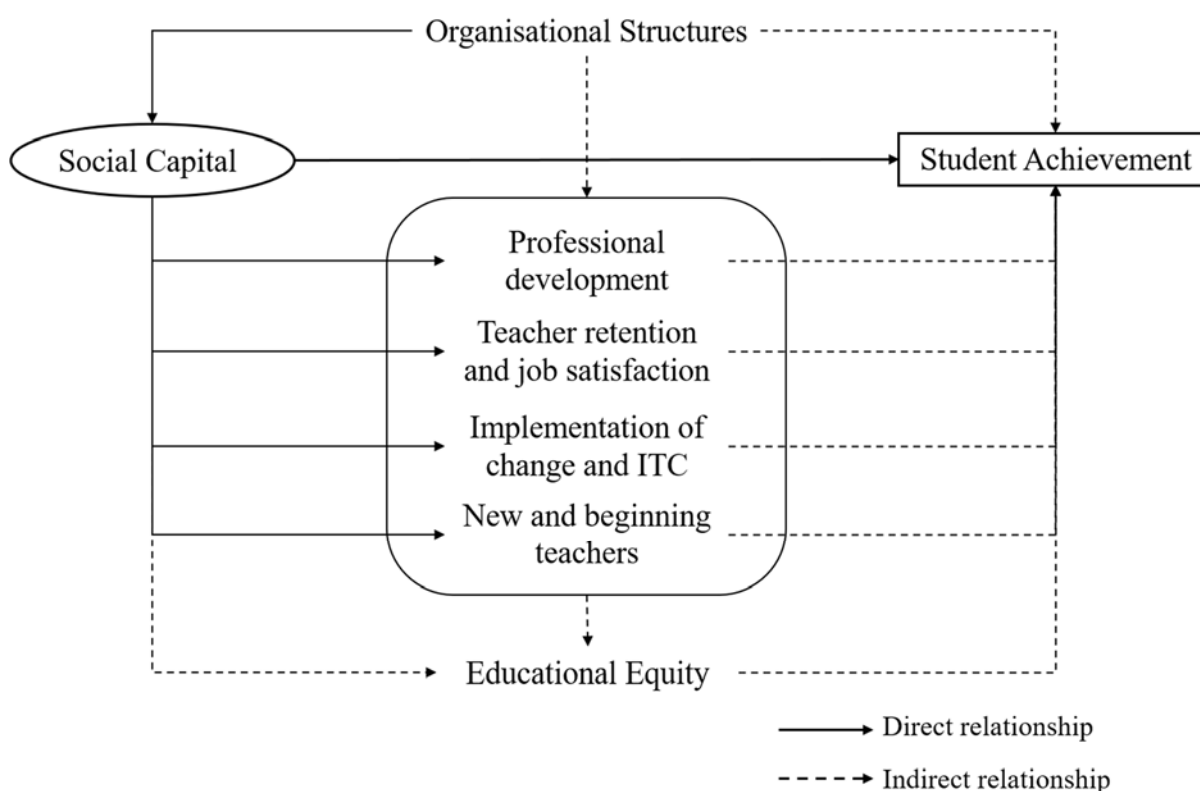 Organisational Structures
Social Capital
Student Achievement
Professional
development
Teacher retention
and job satisfaction
Implementation of
change and ITC
New and beginning
teachers
Educational Equity
Direct relationship
Indirect relationship